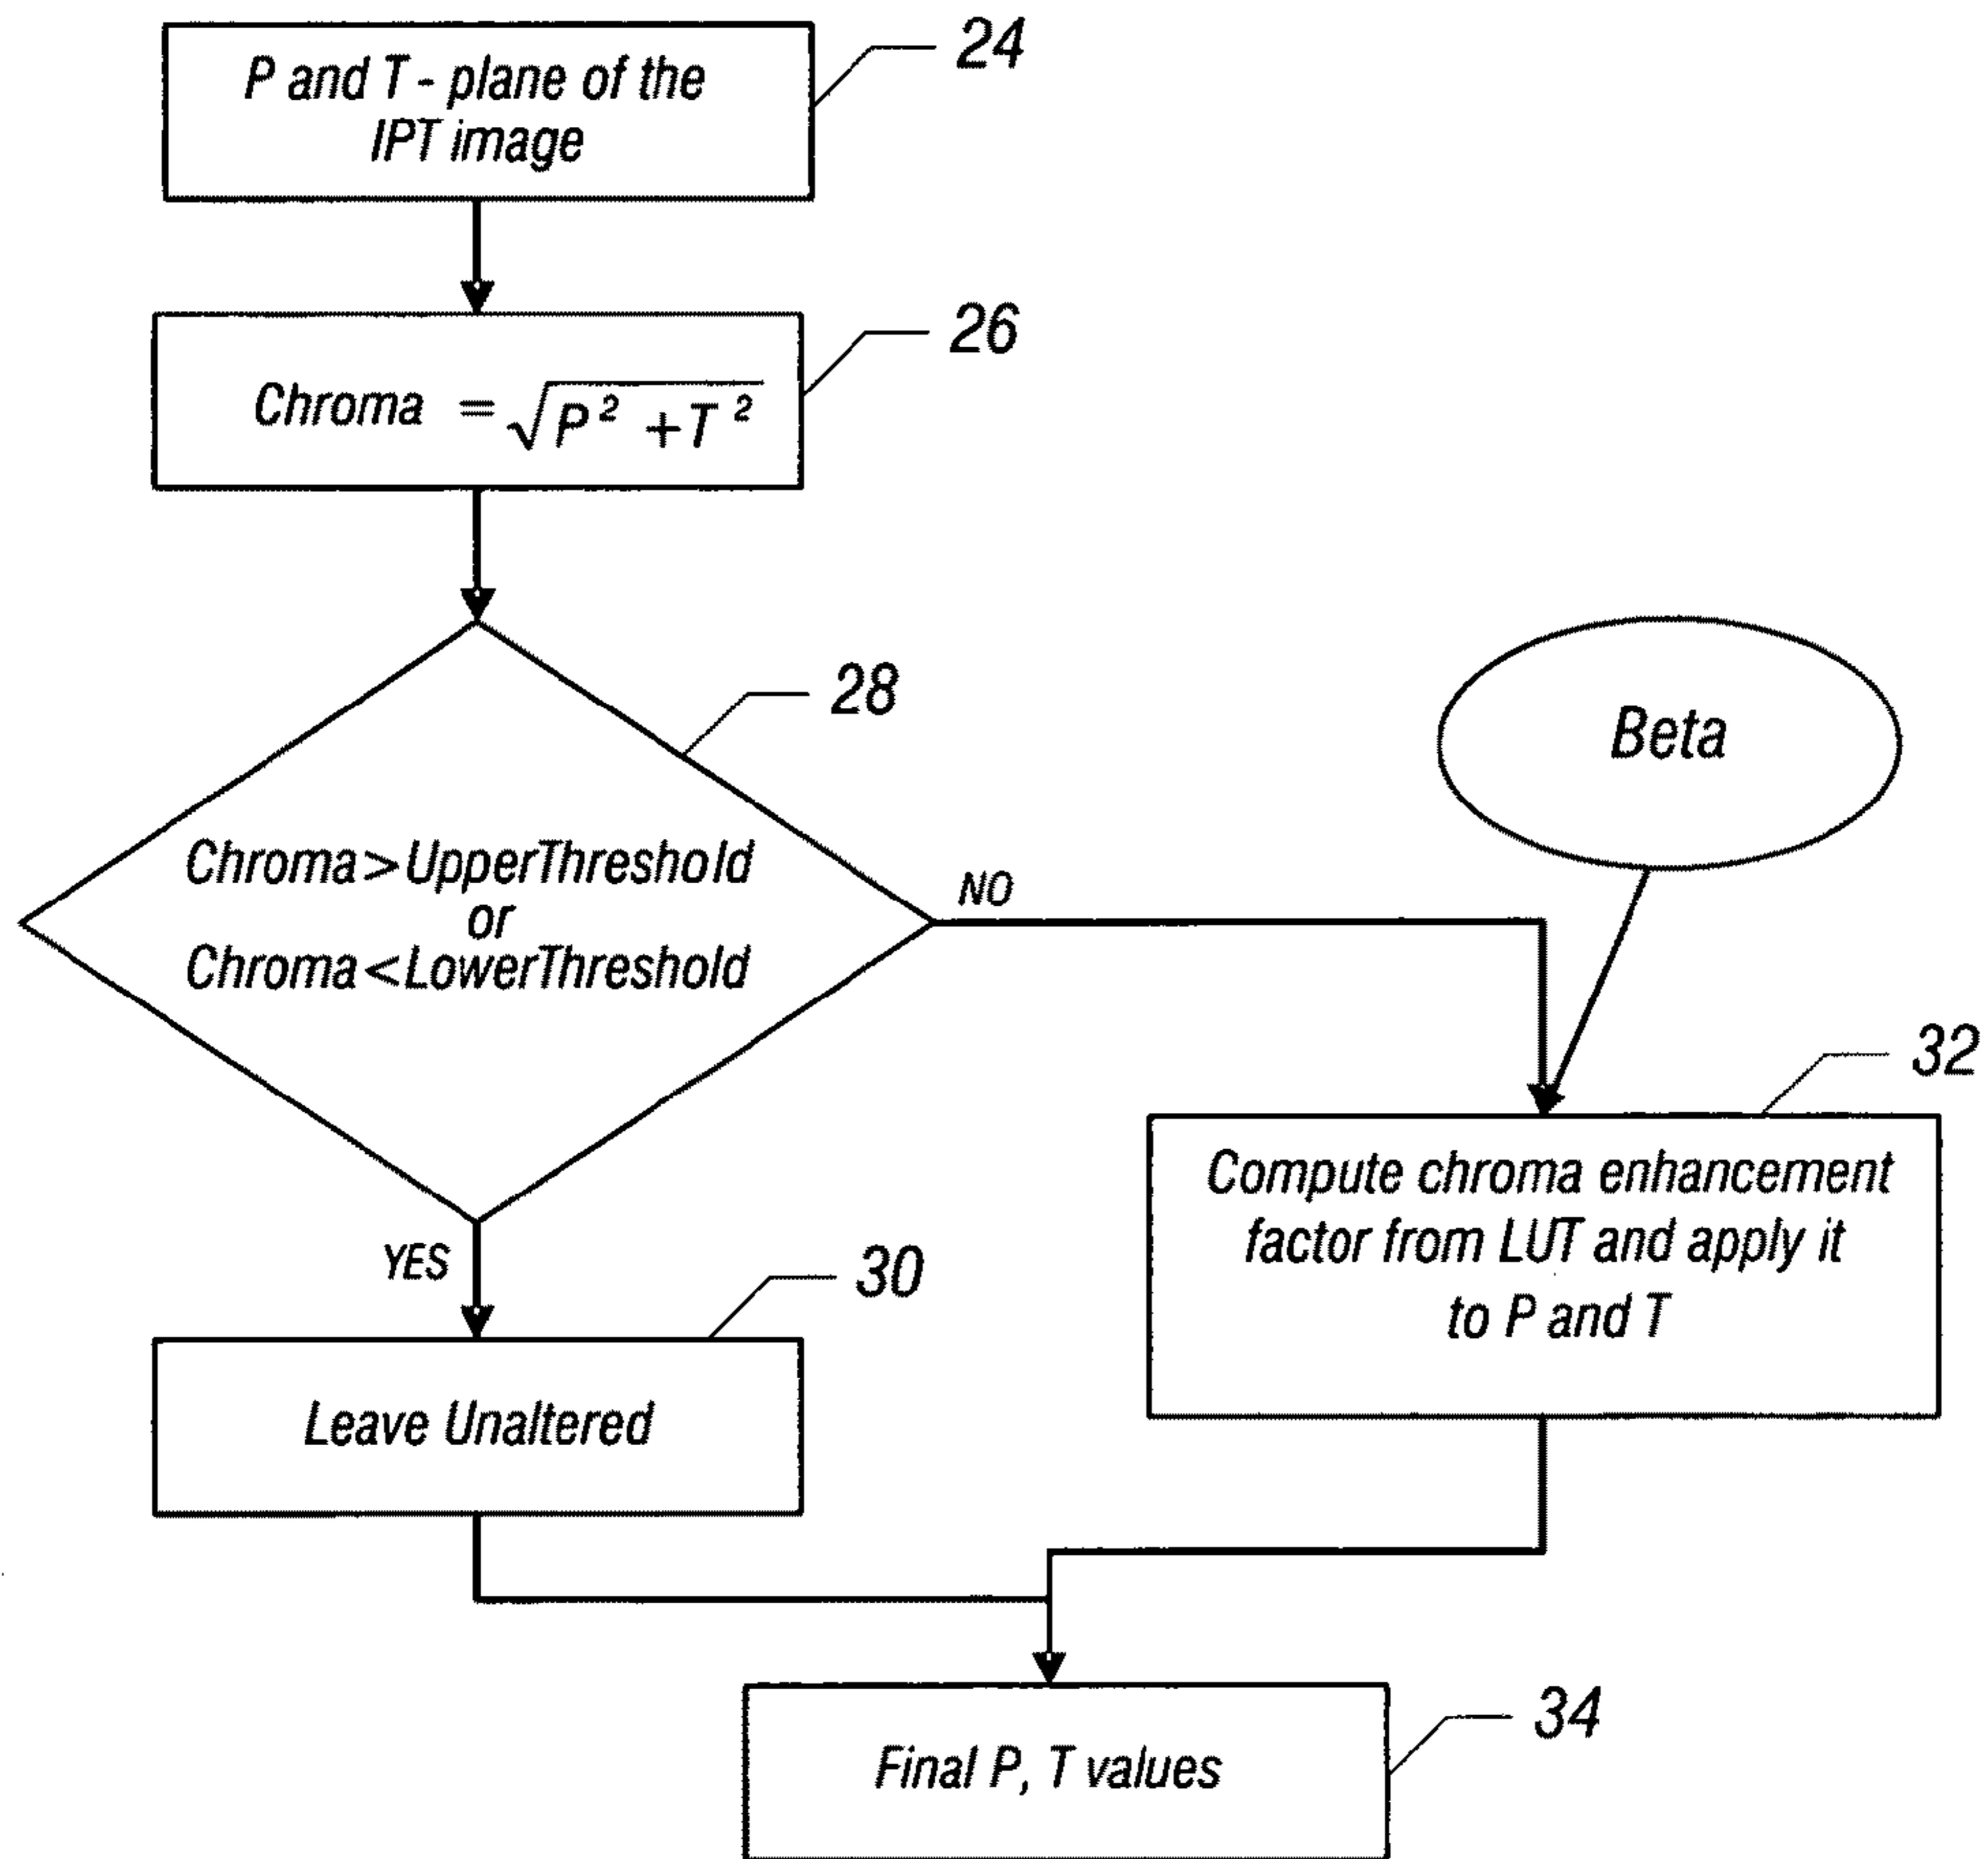 P and T - plane of the
IPT image
24
Chroma = √P² + T²
26
28
Chroma > UpperThreshold
or
Chroma < LowerThreshold
NO
Beta
32
Compute chroma enhancement
factor from LUT and apply it
to P and T
YES
30
Leave Unaltered
34
Final P, T values